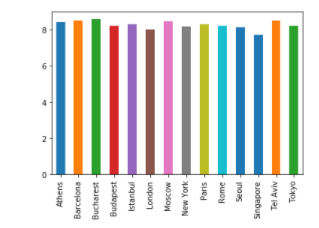 8
6
4
2
0
Athens
Barcelona
Bucharest
Budapest
Istanbul
London
Moscow
New York
Paris
Rome
Seoul
Singapore
Tel Aviv
Tokyo